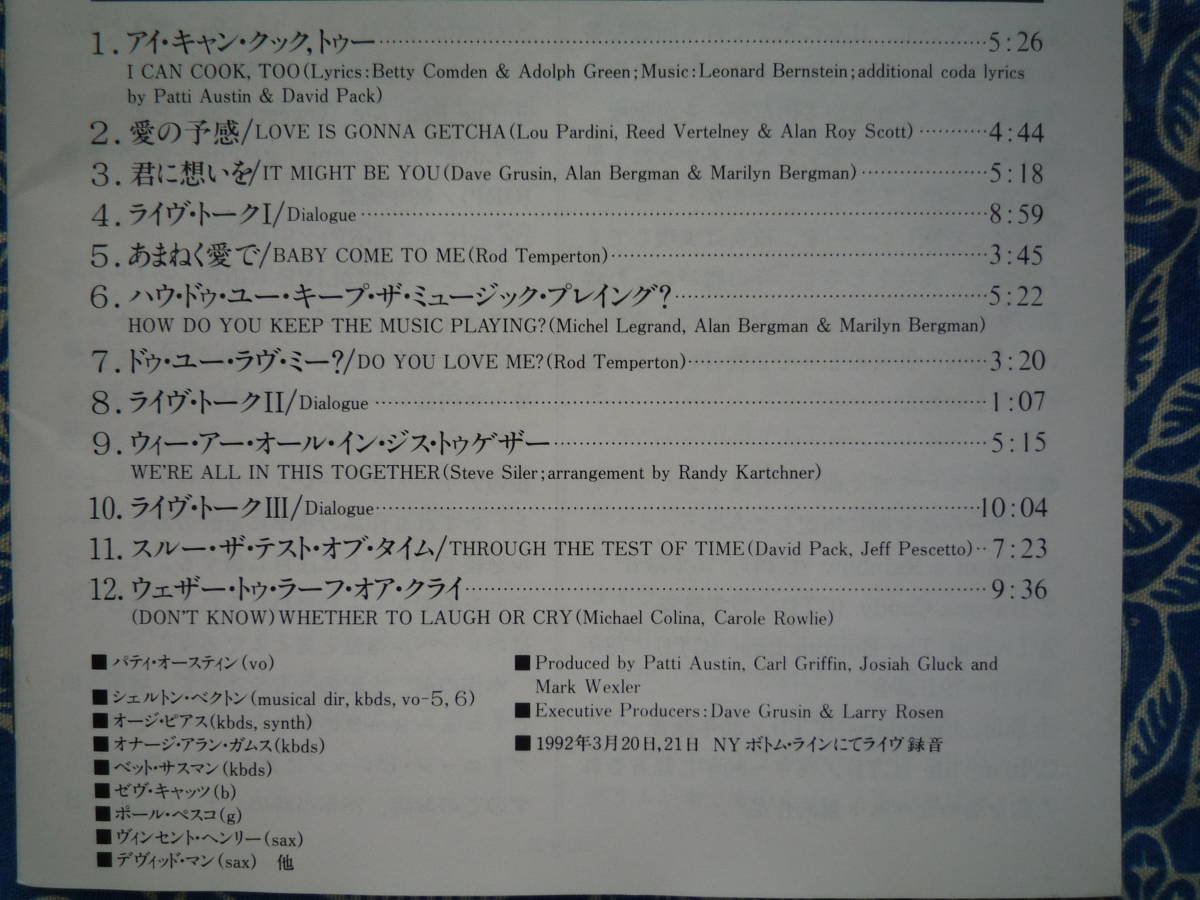 1. アイ・キャン・クック,トゥー 5:26
I CAN COOK, TOO(Lyrics:Betty Comden & Adolph Green;Music:Leonard Bernstein;additional coda lyrics
by Patti Austin & David Pack)
2. 愛の予感/LOVE IS GONNA GETCHA(Lou Pardini, Reed Vertelney & Alan Roy Scott) 4:44
3. 君に想いを/IT MIGHT BE YOU(Dave Grusin, Alan Bergman & Marilyn Bergman) 5:18
4. ライヴ・トークI/Dialogue 8:59
5. あまねく愛で/BABY COME TO ME(Rod Temperton) 3:45
6. ハウ・ドゥ・ユー・キープ・ザ・ミュージック・プレイング? 5:22
HOW DO YOU KEEP THE MUSIC PLAYING?(Michel Legrand, Alan Bergman & Marilyn Bergman)
7. ドゥ・ユー・ラヴ・ミー?/DO YOU LOVE ME?(Rod Temperton) 3:20
8. ライヴ・トークII/Dialogue 1:07
9. ウィー・アー・オール・イン・ジス・トゥゲザー 5:15
WE'RE ALL IN THIS TOGETHER(Steve Siler;arrangement by Randy Kartchner)
10. ライヴ・トークIII/Dialogue 10:04
11. スルー・ザ・テスト・オブ・タイム/THROUGH THE TEST OF TIME(David Pack, Jeff Pescetto) 7:23
12. ウェザー・トゥ・ラーフ・オア・クライ 9:36
(DON'T KNOW)WHETHER TO LAUGH OR CRY(Michael Colina, Carole Rowlie)
■パティ・オースティン(vo)
■シェルトン・ベクトン(musical dir, kbds, vo-5, 6)
■オージ・ピアス(kbds, synth)
■オナージ・アラン・ガムス(kbds)
■ベット・サスマン(kbds)
■ゼヴ・キャッツ(b)
■ポール・ペスコ(g)
■ヴィンセント・ヘンリー(sax)
■デヴィッド・マン(sax) 他
■Produced by Patti Austin, Carl Griffin, Josiah Gluck and
Mark Wexler
■Executive Producers:Dave Grusin & Larry Rosen
■1992年3月20日,21日 NYボトム・ラインにてライヴ録音